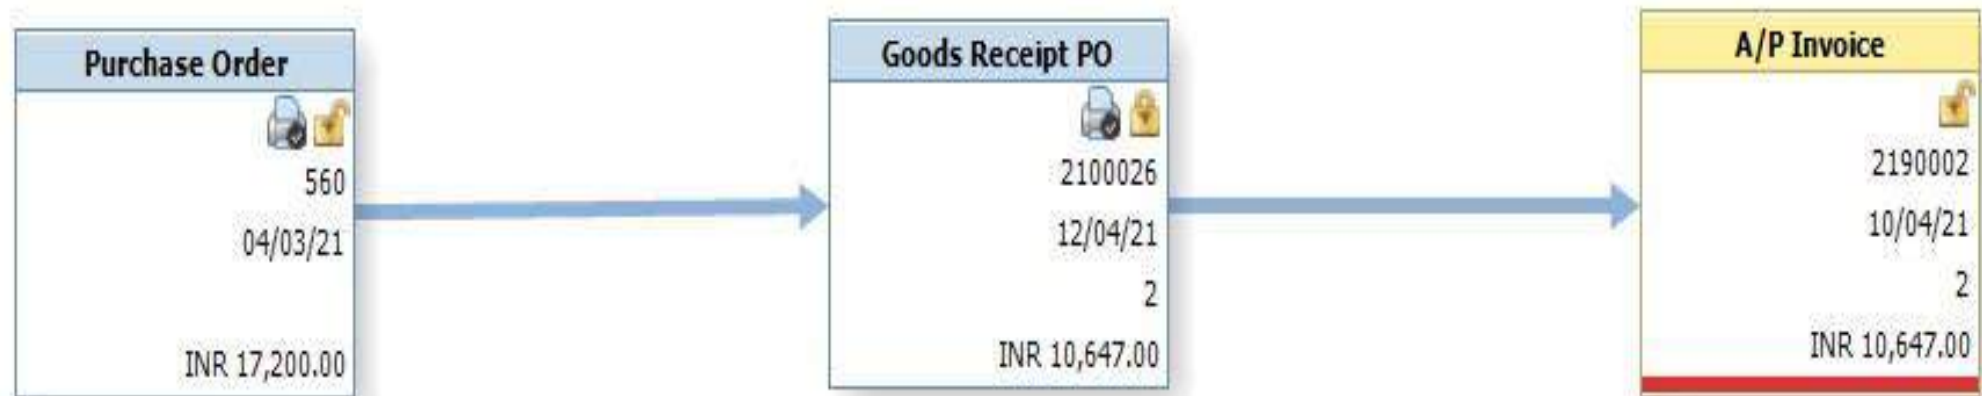 Purchase Order
560
04/03/21
INR 17,200.00
Goods Receipt PO
2100026
12/04/21
2
INR 10,647.00
A/P Invoice
2190002
10/04/21
2
INR 10,647.00